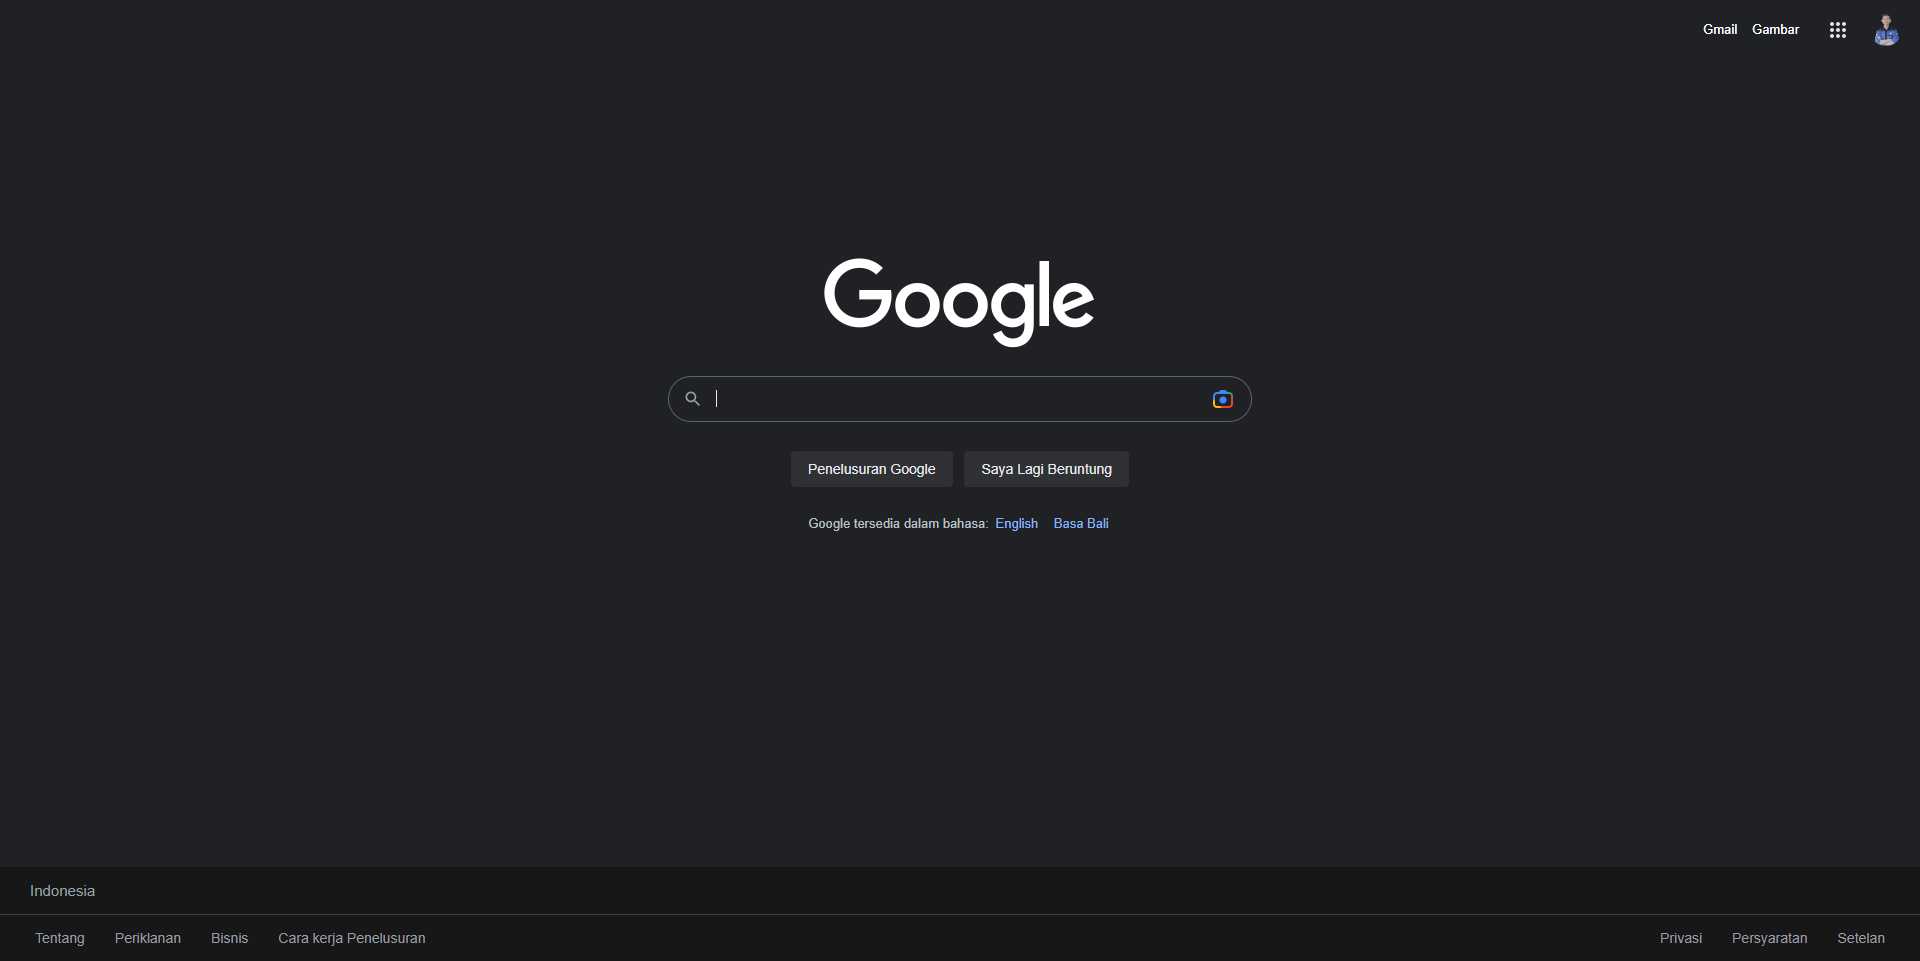 Gmail Gambar
Google
Penelusuran Google Saya Lagi Beruntung
Google tersedia dalam bahasa: English Basa Bali
Indonesia
Tentang Periklanan Bisnis Cara kerja Penelusuran Privasi Persyaratan Setelan